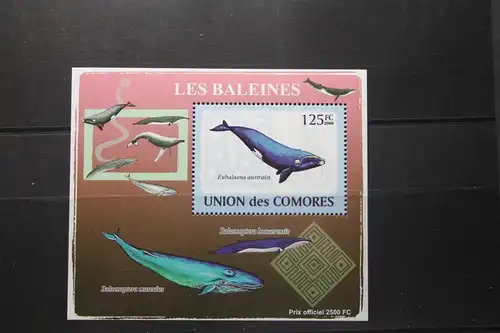 LES BALEINES
125FC
2009
Eubalaena australis
UNION des COMORES
Balaenoptera bonaerensis
Balaenoptera musculus
Prix officiel 2500 FC